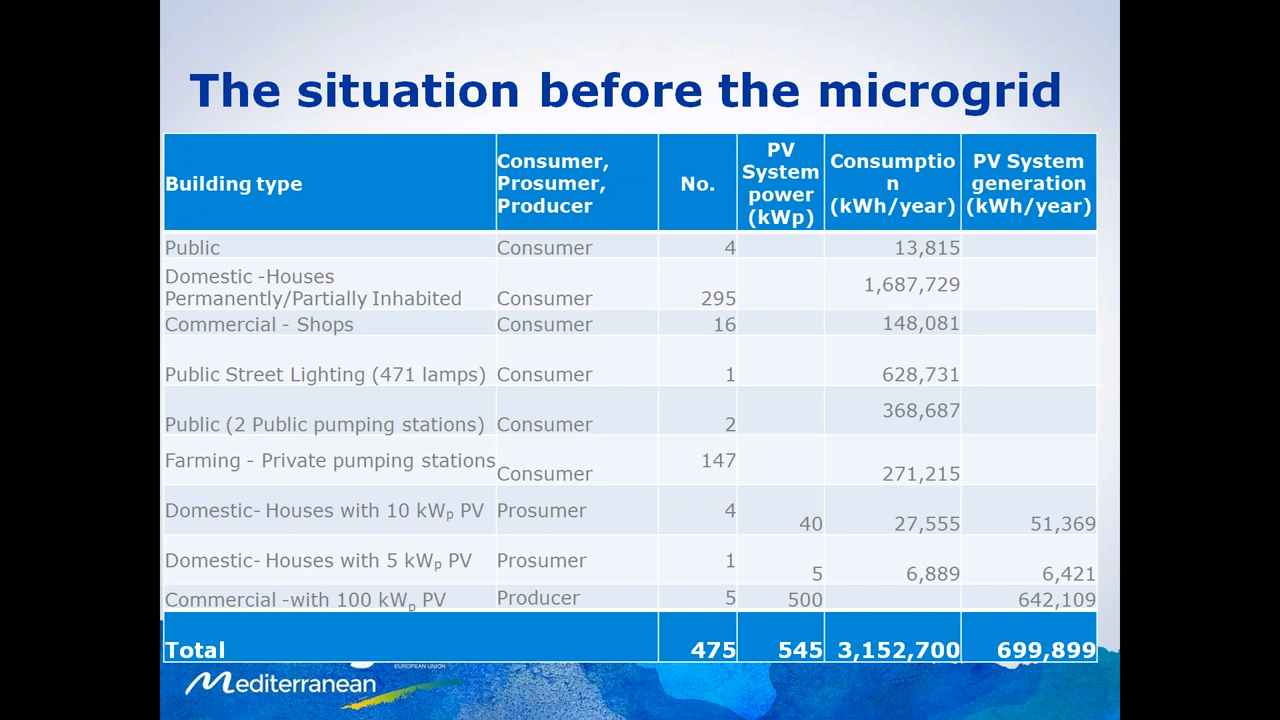 The situation before the microgrid
Building type
Consumer,
Prosumer,
Producer
No.
PV
System
power
(kWp)
Consumptio
n
(kWh/year)
PV System
generation
(kWh/year)
Public Consumer 4 13,815
Domestic -Houses
Permanently/Partially Inhabited Consumer 295 1,687,729
Commercial - Shops Consumer 16 148,081
Public Street Lighting (471 lamps) Consumer 1 628,731
Public (2 Public pumping stations) Consumer 2 368,687
Farming - Private pumping stations Consumer 147 271,215
Domestic- Houses with 10 kWp PV Prosumer 4 40 27,555 51,369
Domestic- Houses with 5 kWp PV Prosumer 1 5 6,889 6,421
Commercial -with 100 kWp PV Producer 5 500 642,109
Total 475 545 3,152,700 699,899
EUROPEAN UNION
Mediterranean